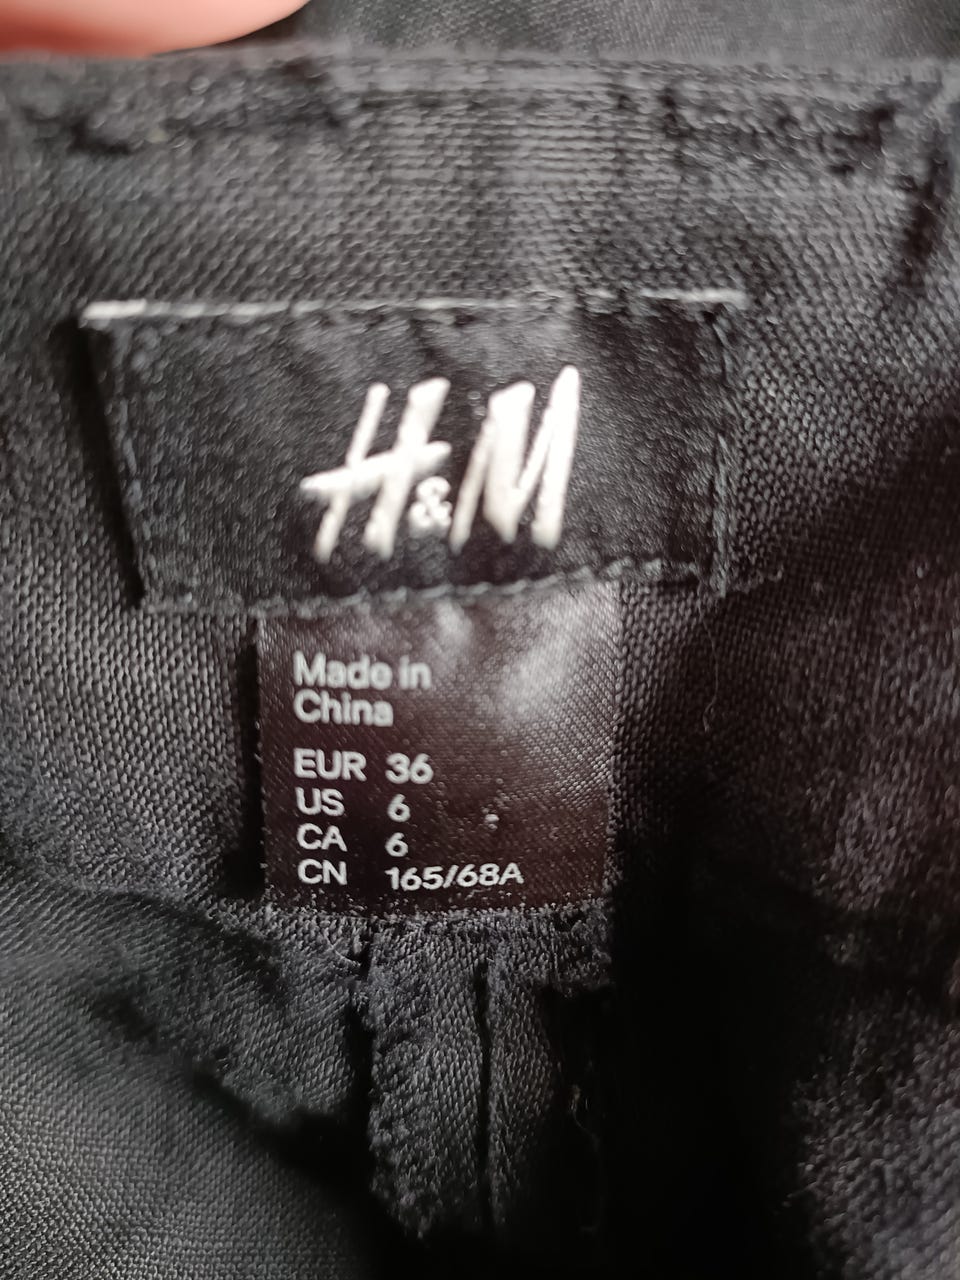 H&M
Made in
China
EUR 36
US 6
CA 6
CN 165/68A